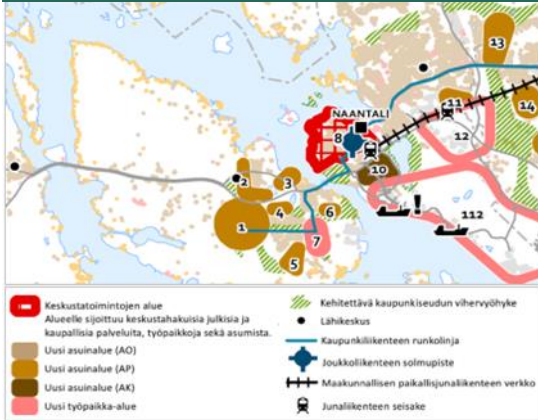 13
NAANTALI
11
14
8
12
2
3
10
4
6
!
1
7
112
5
Keskustatoimintojen alue
Alueelle sijoittuu keskustahakuisia julkisia ja
kaupallisia palveluita, työpaikkoja sekä asumista.
Uusi asuinalue (AO)
Uusi asuinalue (AP)
Uusi asuinalue (AK)
Uusi työpaikka-alue
Kehitettävä kaupunkiseudun vihervyöhyke
Lähikeskus
Kaupunkiliikenteen runkolinja
Joukkoliikenteen solmupiste
Maakunnallisen paikallisjunaliikenteen verkko
Junaliikenteen seisake